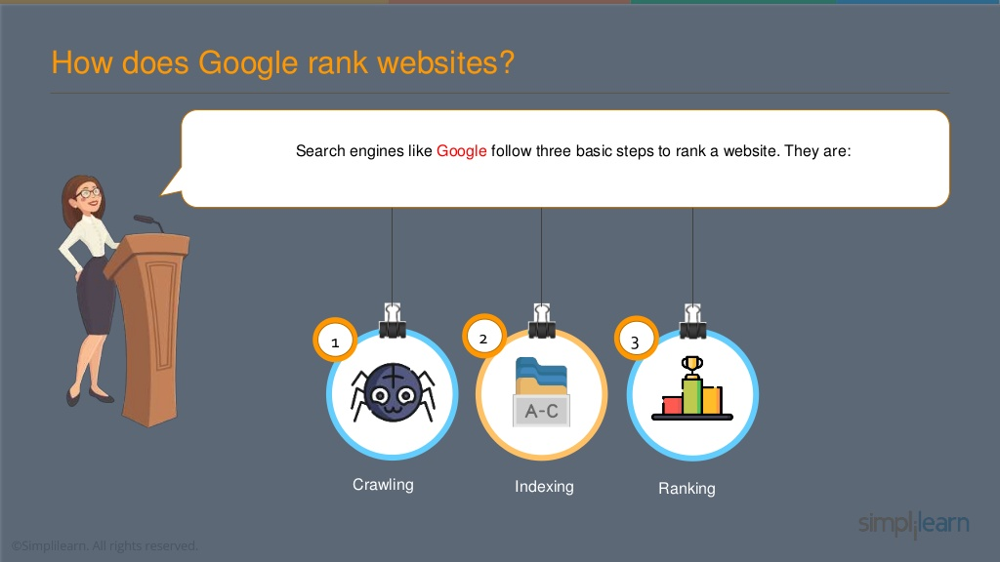 How does Google rank websites?
Search engines like Google follow three basic steps to rank a website. They are:
1
2
3
A-C
Crawling
Indexing
Ranking
simplilearn
©Simplilearn. All rights reserved.